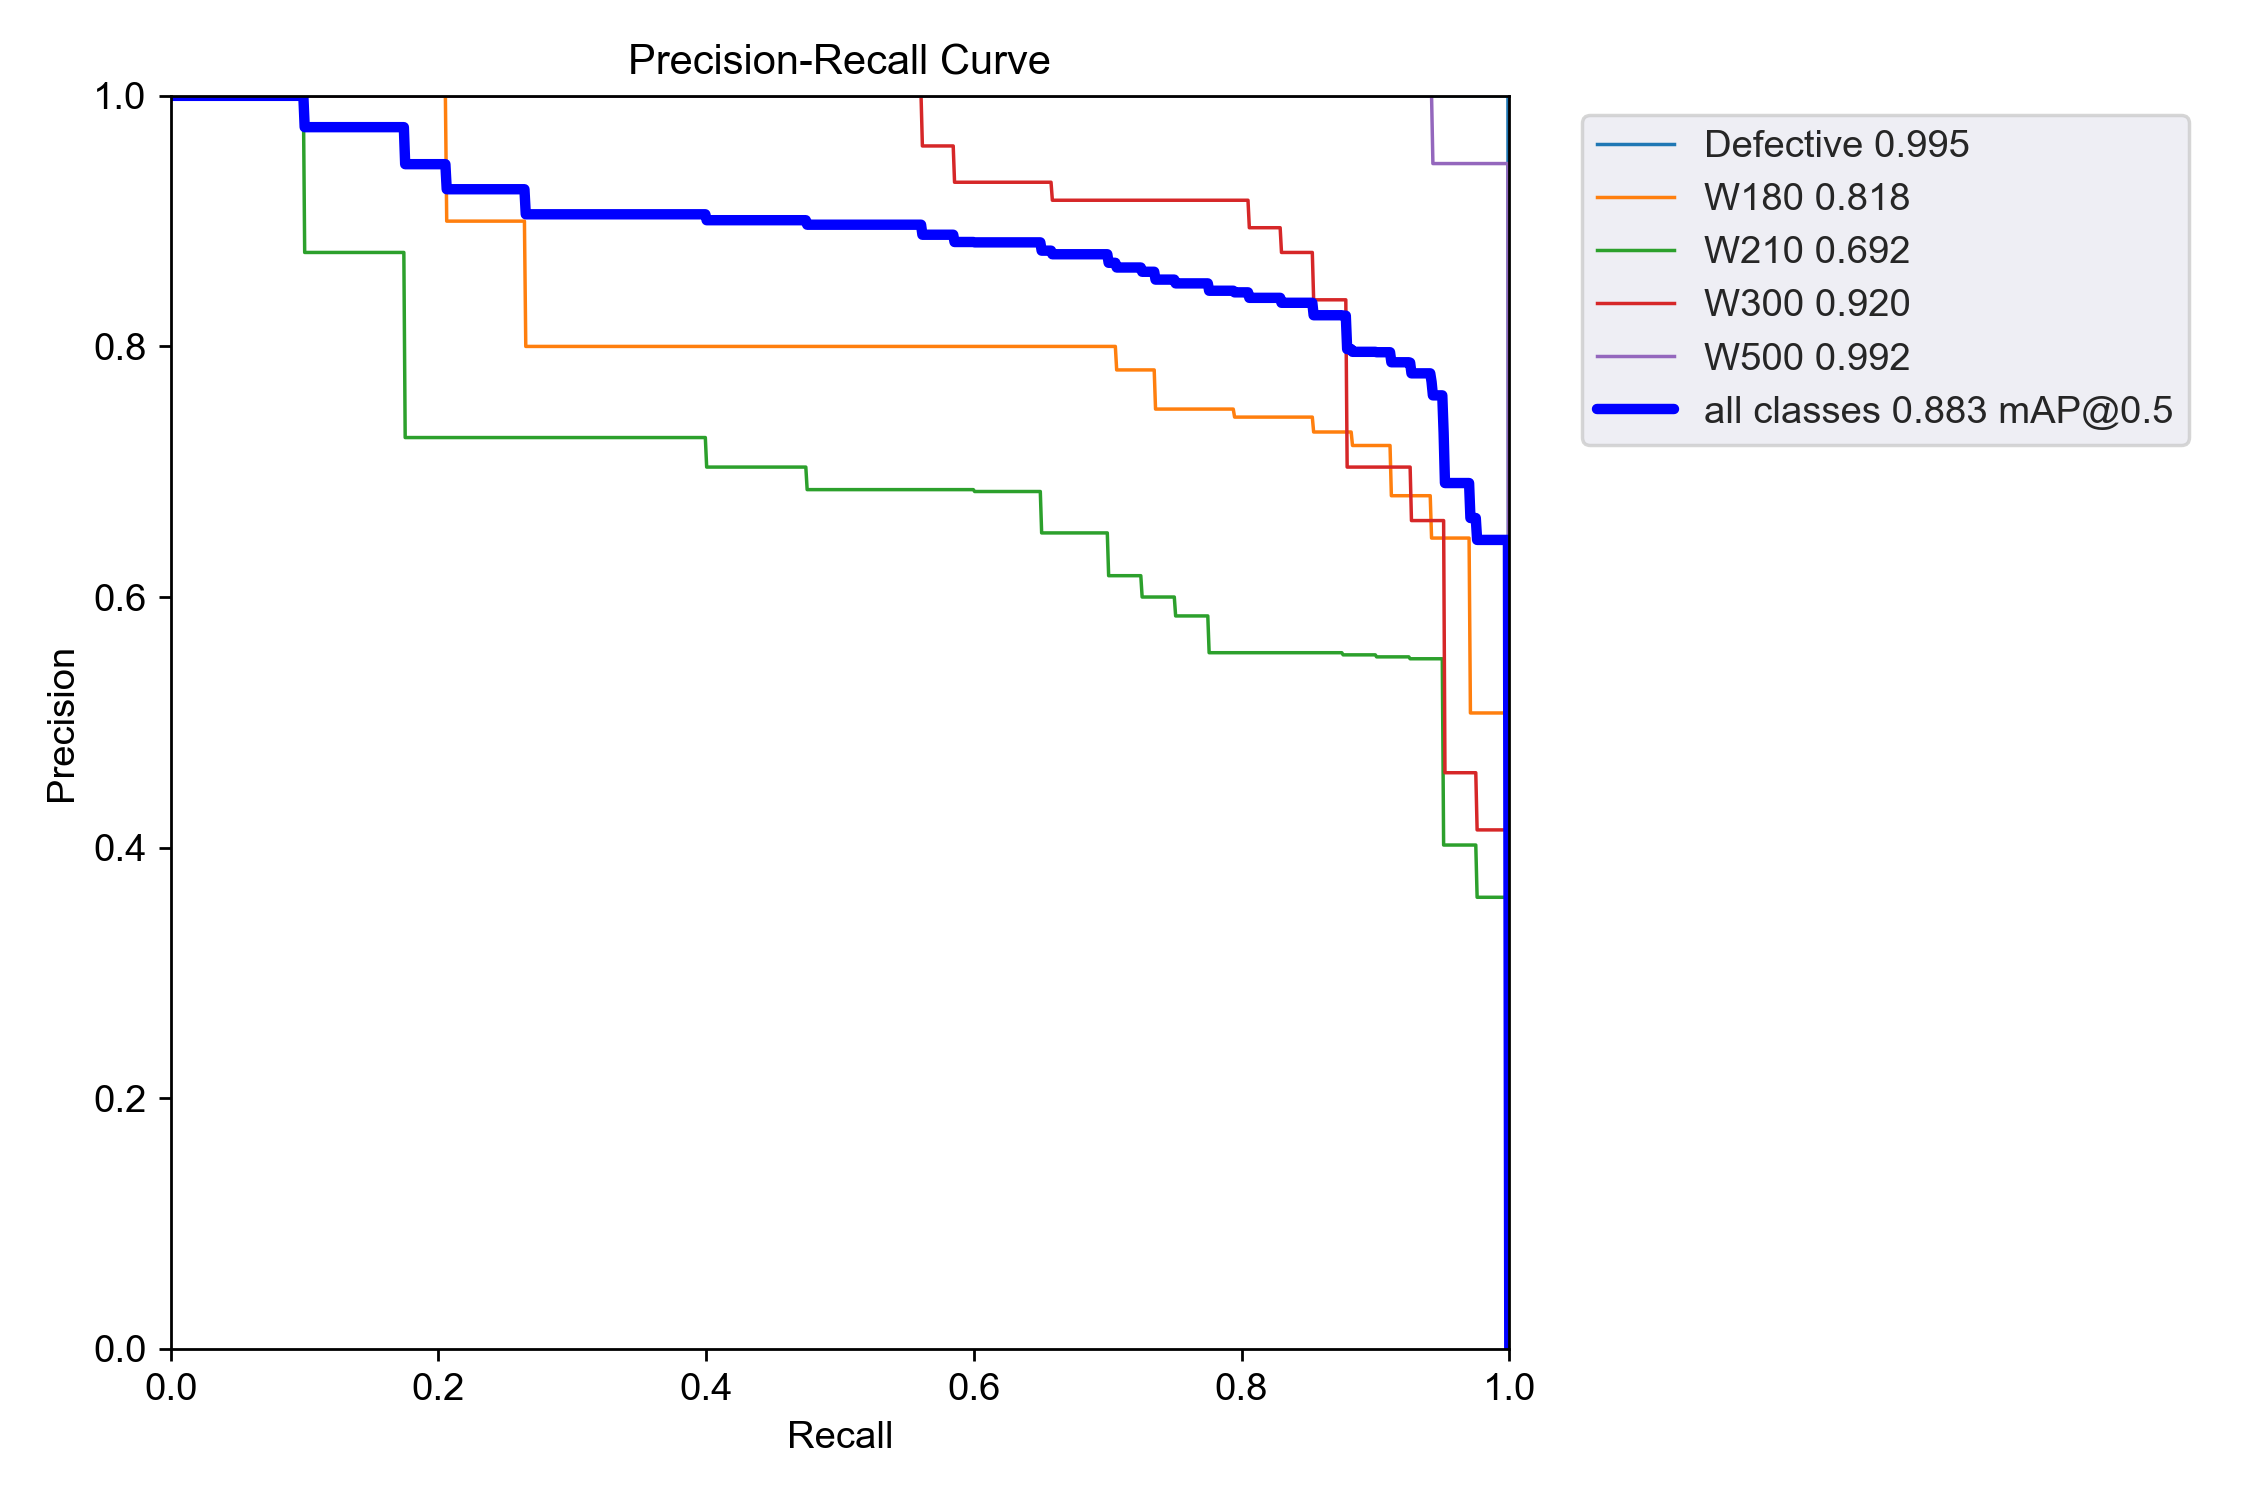 Precision-Recall Curve
1.0
0.8
0.6
0.4
0.2
0.0
Precision
0.0 0.2 0.4 0.6 0.8 1.0
Recall
Defective 0.995
W180 0.818
W210 0.692
W300 0.920
W500 0.992
all classes 0.883 mAP@0.5